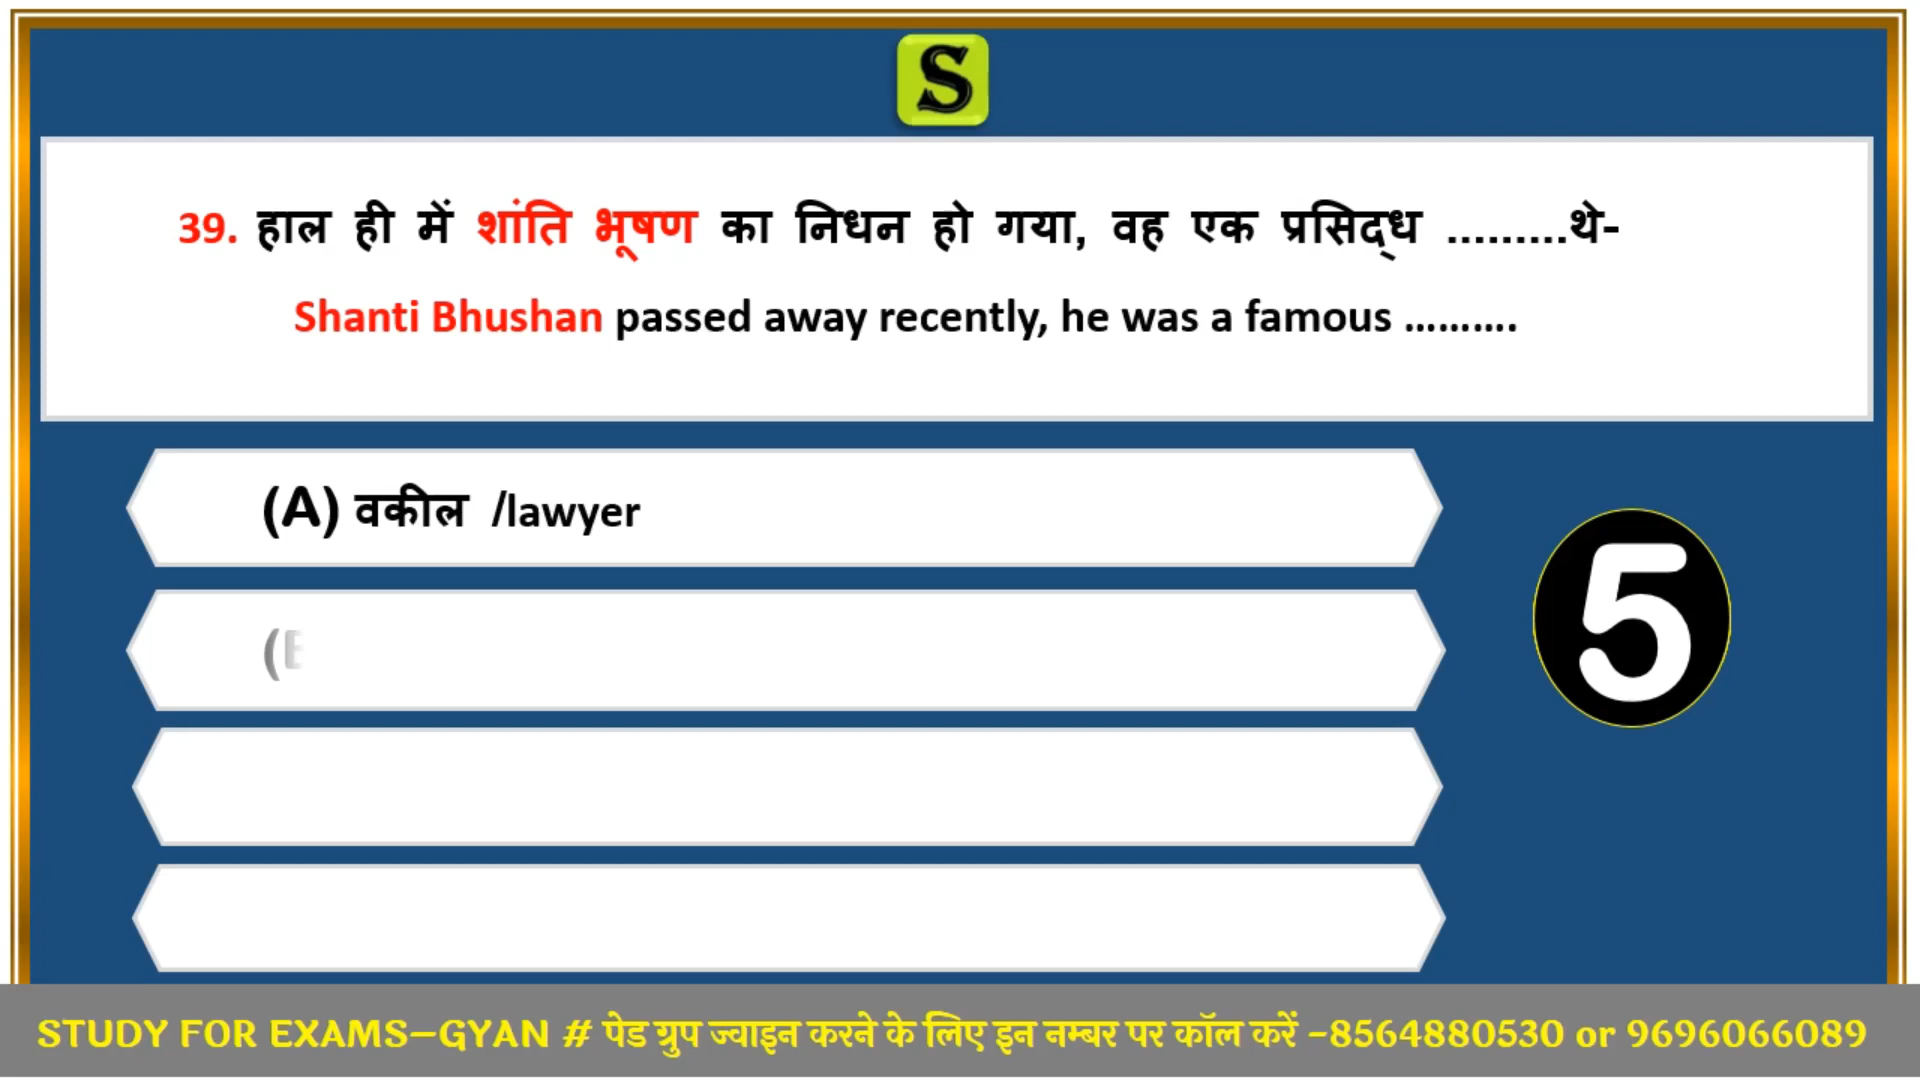 S
39. हाल ही में शांति भूषण का निधन हो गया, वह एक प्रसिद्ध .........थे-
Shanti Bhushan passed away recently, he was a famous ..........
(A) वकील /lawyer
(B
5
STUDY FOR EXAMS–GYAN # पेड ग्रुप ज्वाइन करने के लिए इन नम्बर पर कॉल करें -8564880530 or 9696066089